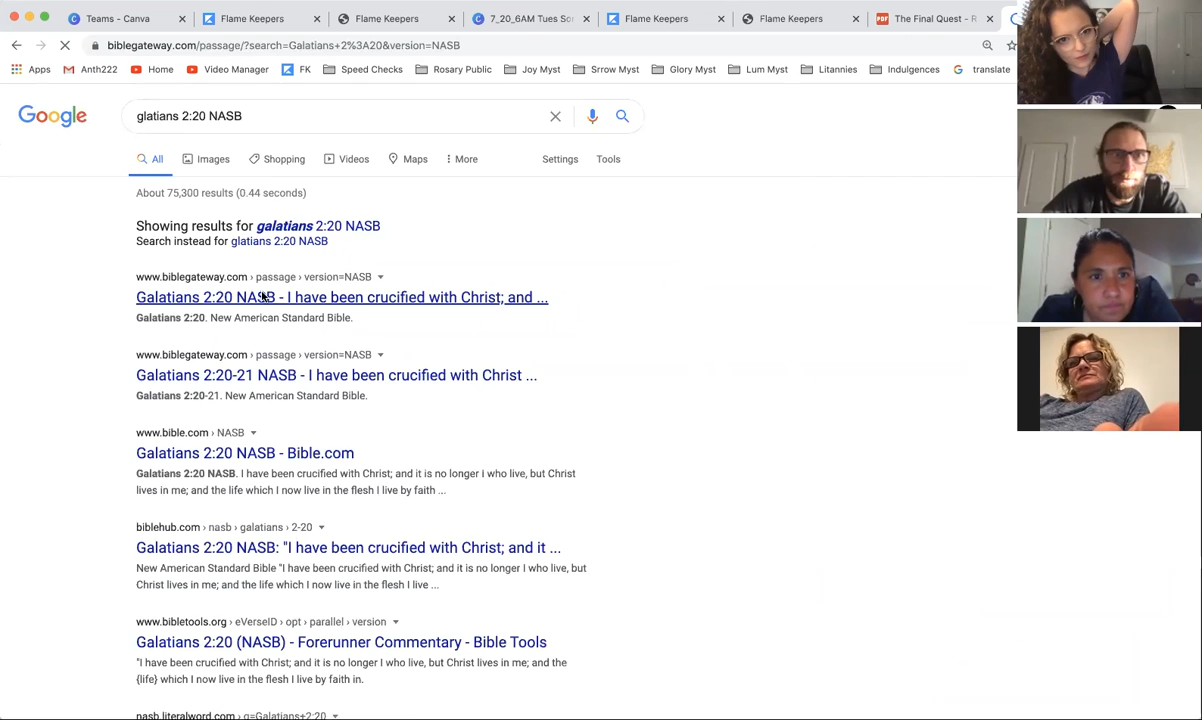 Teams - Canva
Flame Keepers
Flame Keepers
7_20_6AM Tues Sor
Flame Keepers
Flame Keepers
PDF The Final Quest - R
biblegateway.com/passage/?search=Galatians+2%3A20&version=NASB
Apps Anth222 Home Video Manager FK Speed Checks Rosary Public Joy Myst Srrow Myst Glory Myst Lum Myst Litannies Indulgences translate
Google
glatians 2:20 NASB
All Images Shopping Videos Maps More Settings Tools
About 75,300 results (0.44 seconds)
Showing results for galatians 2:20 NASB
Search instead for glatians 2:20 NASB
www.biblegateway.com › passage › version=NASB
Galatians 2:20 NASB - I have been crucified with Christ; and ...
Galatians 2:20. New American Standard Bible.
www.biblegateway.com › passage › version=NASB
Galatians 2:20-21 NASB - I have been crucified with Christ ...
Galatians 2:20-21. New American Standard Bible.
www.bible.com › NASB
Galatians 2:20 NASB - Bible.com
Galatians 2:20 NASB. I have been crucified with Christ; and it is no longer I who live, but Christ
lives in me; and the life which I now live in the flesh I live by faith ...
biblehub.com › nasb › galatians › 2-20
Galatians 2:20 NASB: "I have been crucified with Christ; and it ...
New American Standard Bible "I have been crucified with Christ; and it is no longer I who live, but
Christ lives in me; and the life which I now live in the flesh I live ...
www.bibletools.org › eVerseID › opt › parallel › version
Galatians 2:20 (NASB) - Forerunner Commentary - Bible Tools
"I have been crucified with Christ; and it is no longer I who live, but Christ lives in me; and the
{life} which I now live in the flesh I live by faith in.
nasb.literalword.com › q=Galatians+2:20